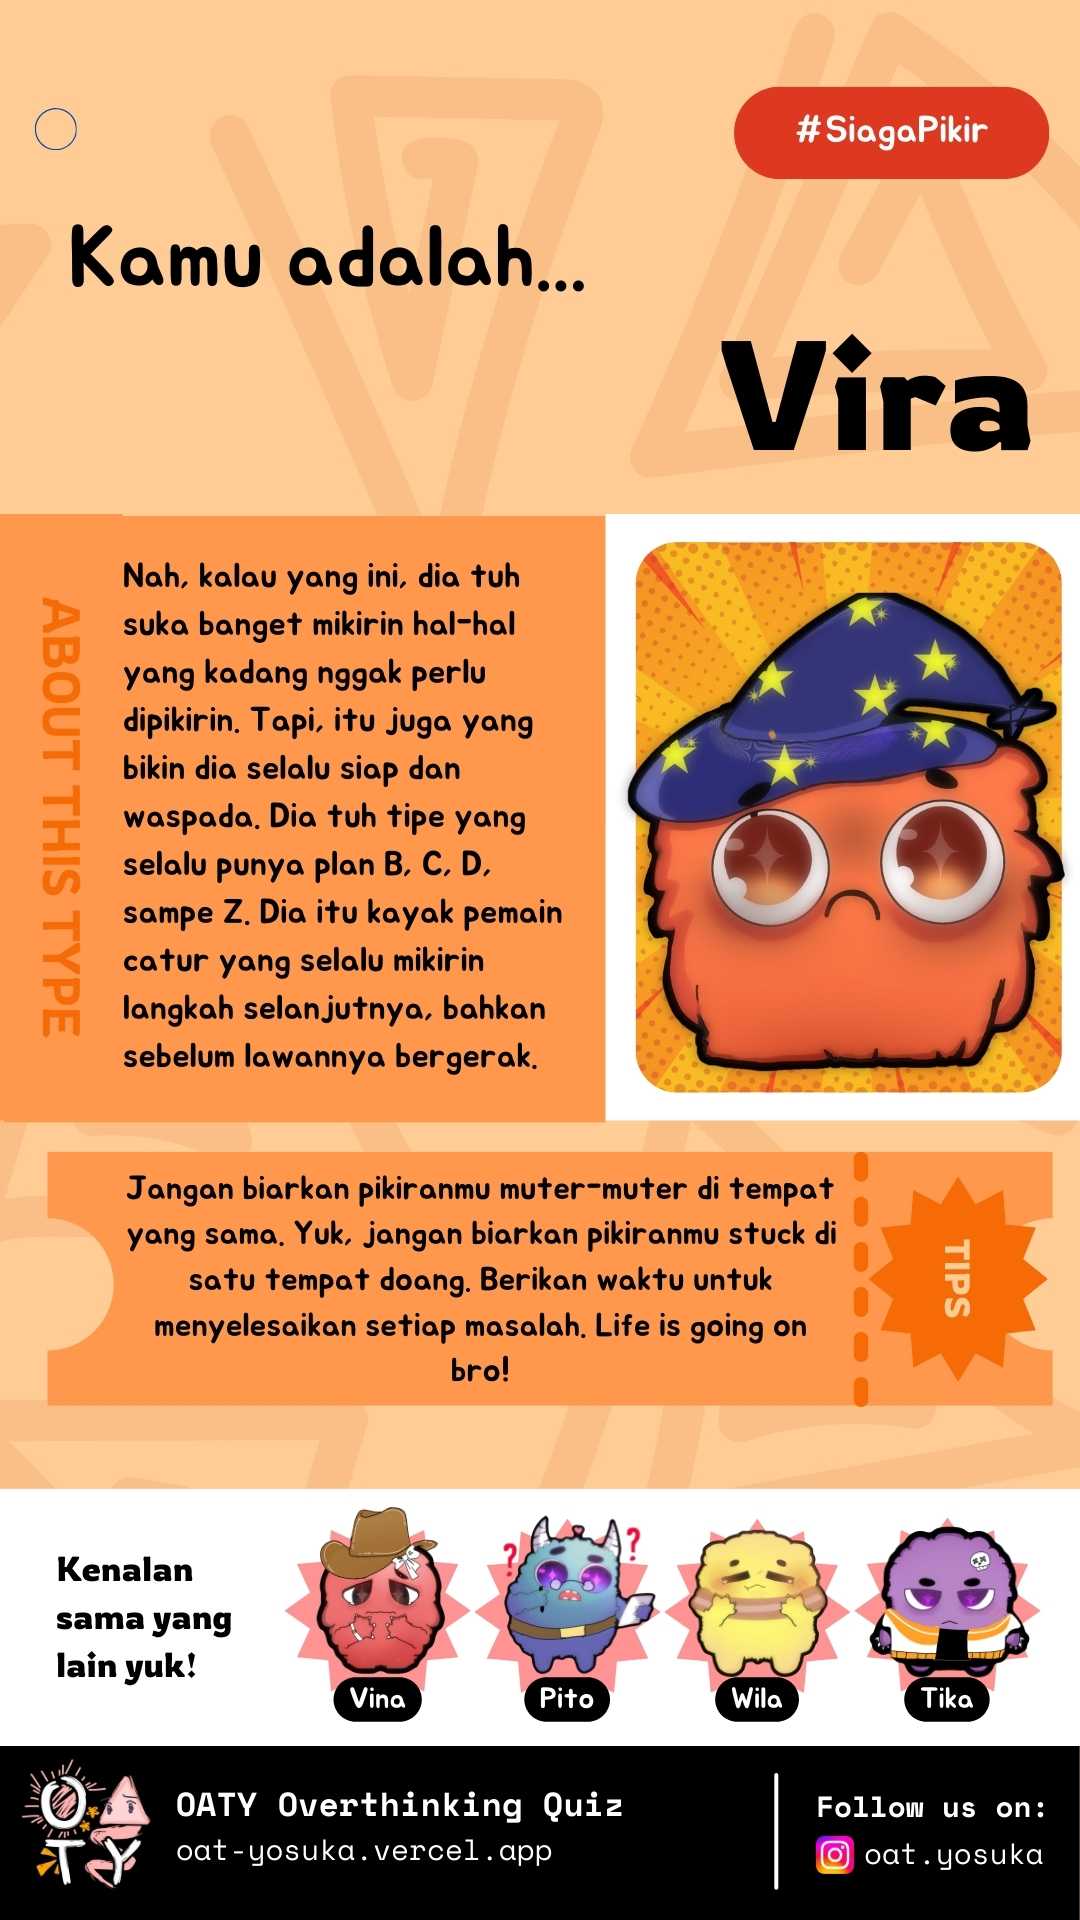 #SiagaPikir
Kamu adalah...
Vira
ABOUT THIS TYPE
Nah, kalau yang ini, dia tuh
suka banget mikirin hal-hal
yang kadang nggak perlu
dipikirin. Tapi, itu juga yang
bikin dia selalu siap dan
waspada. Dia tuh tipe yang
selalu punya plan B, C, D,
sampe Z. Dia itu kayak pemain
catur yang selalu mikirin
langkah selanjutnya, bahkan
sebelum lawannya bergerak.
Jangan biarkan pikiranmu muter-muter di tempat
yang sama. Yuk, jangan biarkan pikiranmu stuck di
satu tempat doang. Berikan waktu untuk
menyelesaikan setiap masalah. Life is going on
bro!
TIPS
Kenalan
sama yang
lain yuk!
? ?
Vina
Pito
Wila
Tika
OATY
OATY Overthinking Quiz
oat-yosuka.vercel.app
Follow us on:
oat.yosuka